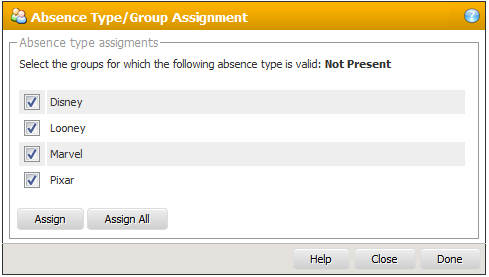 Absence Type/Group Assignment
Absence type assigments
Select the groups for which the following absence type is valid: Not Present
Disney
Looney
Marvel
Pixar
Assign Assign All
Help Close Done